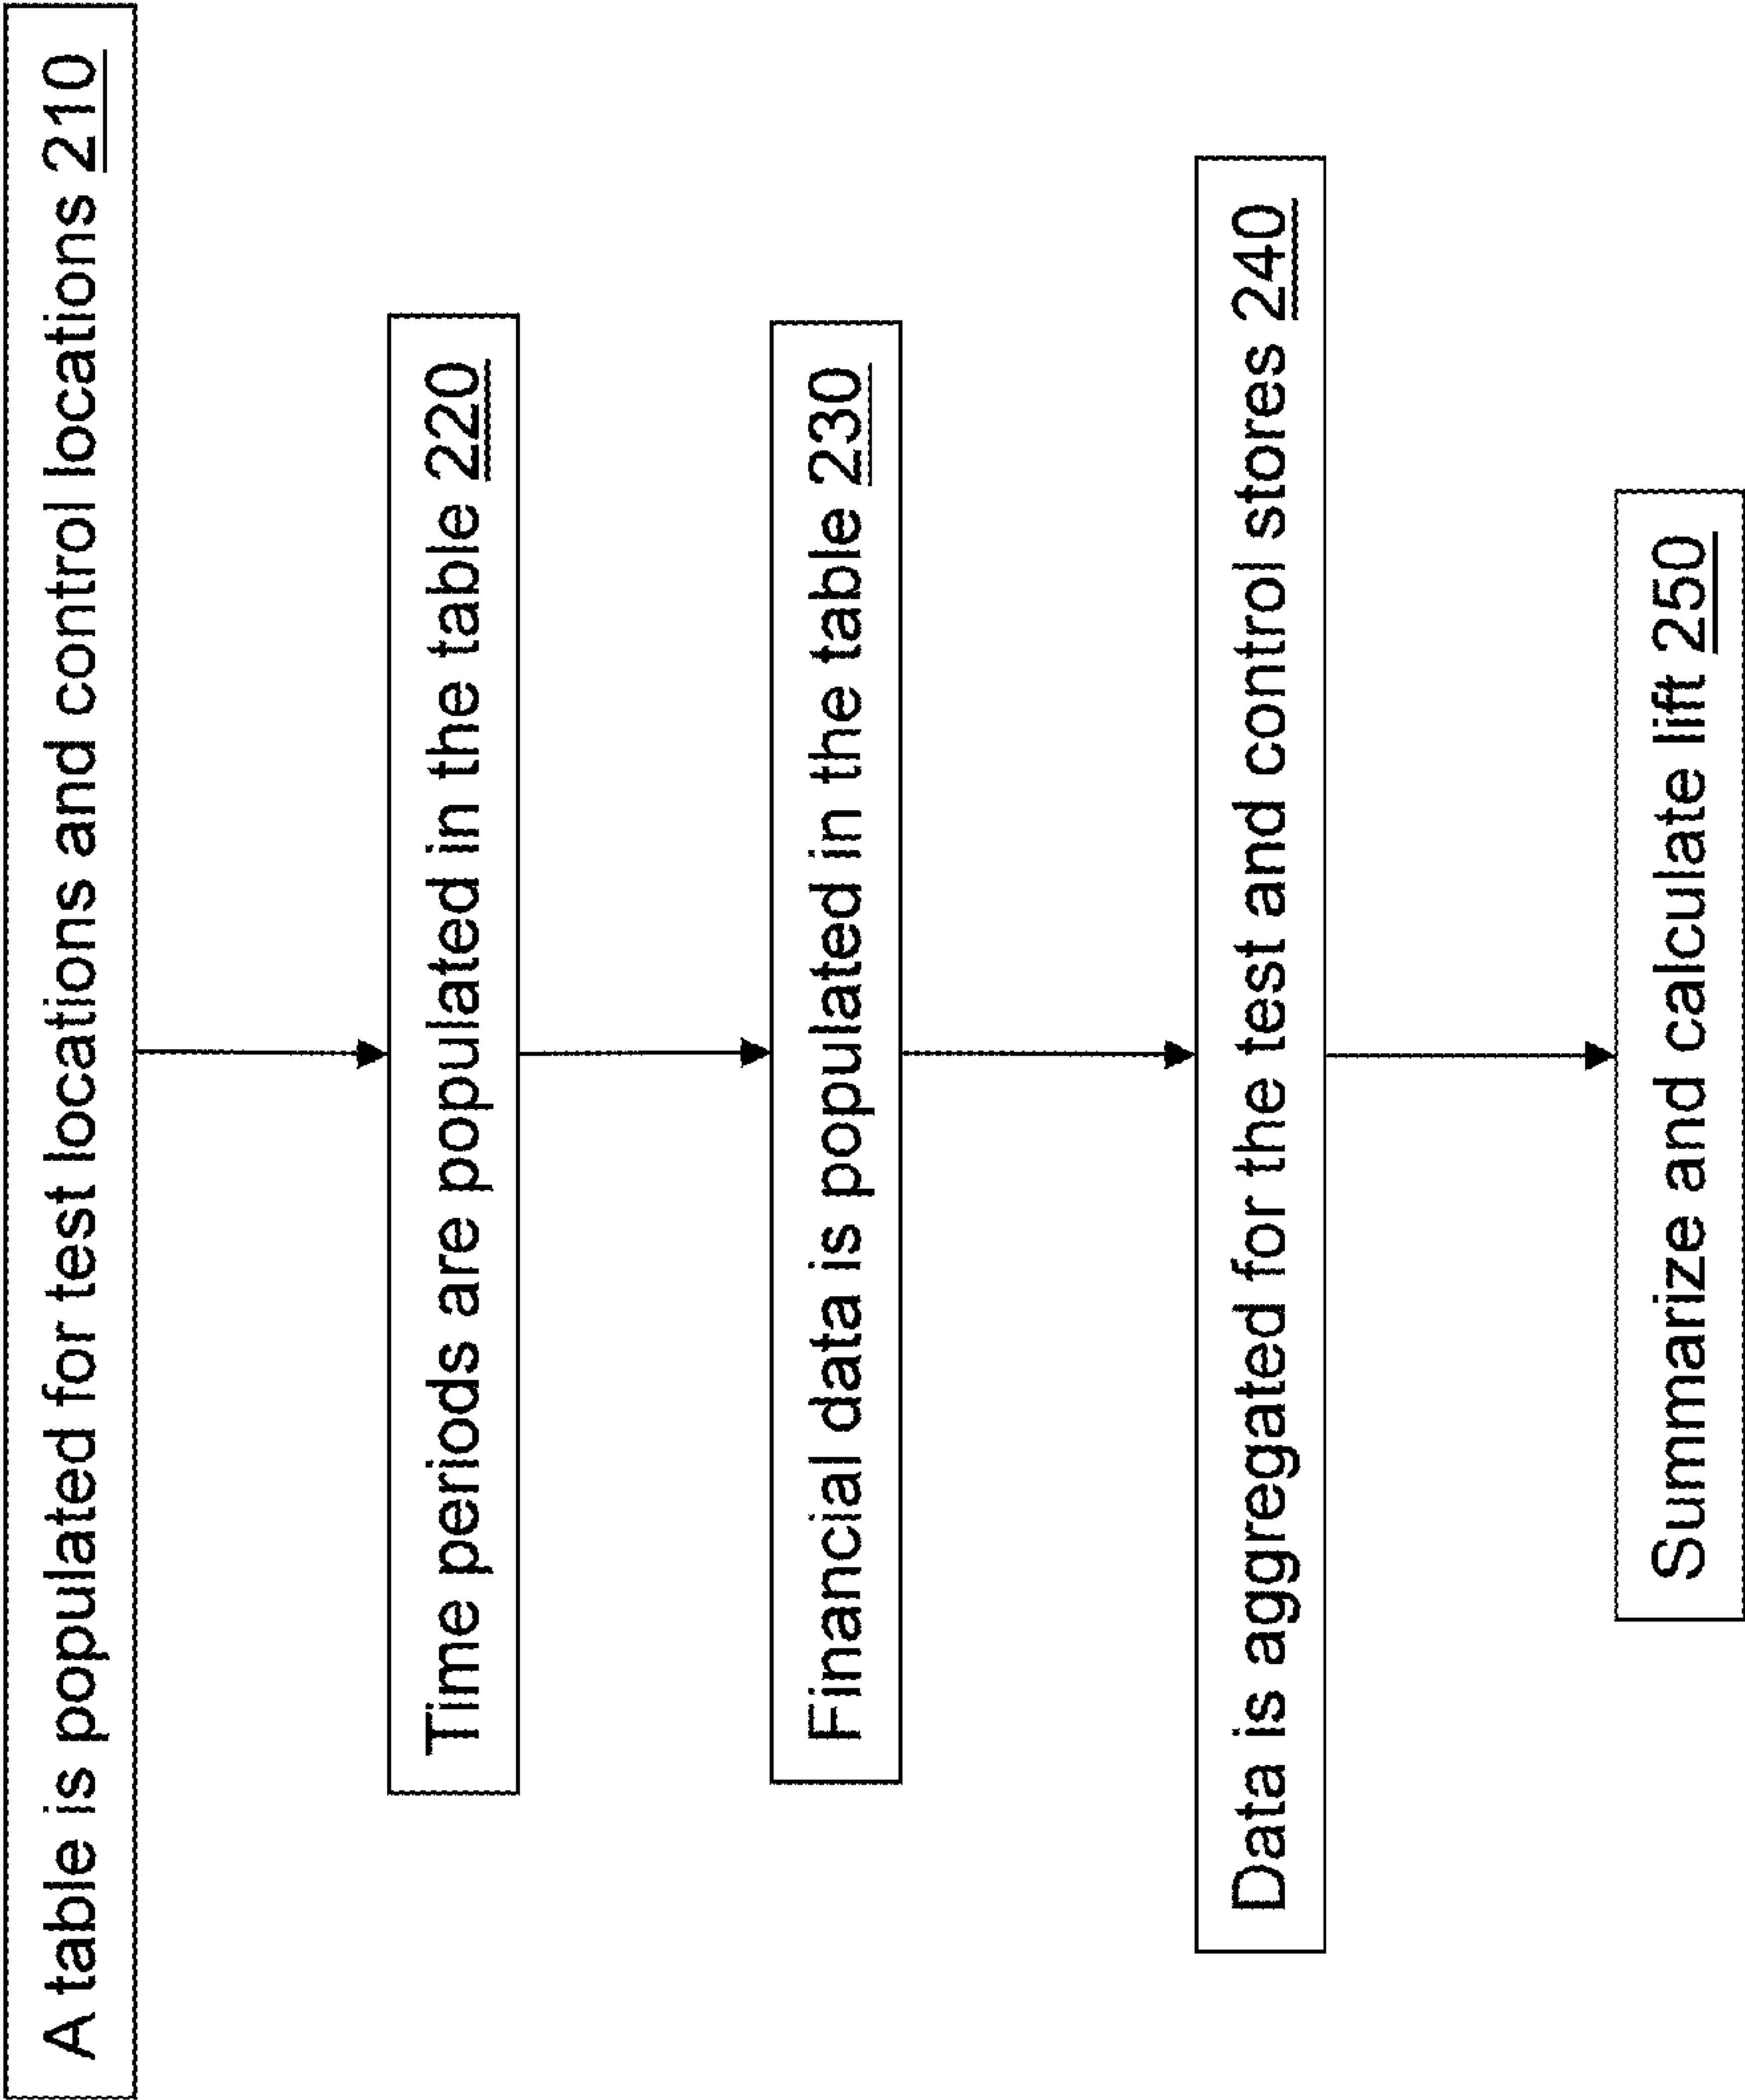 A table is populated for test locations and control locations 210
Time periods are populated in the table 220
Financial data is populated in the table 230
Data is aggregated for the test and control stores 240
Summarize and calculate lift 250